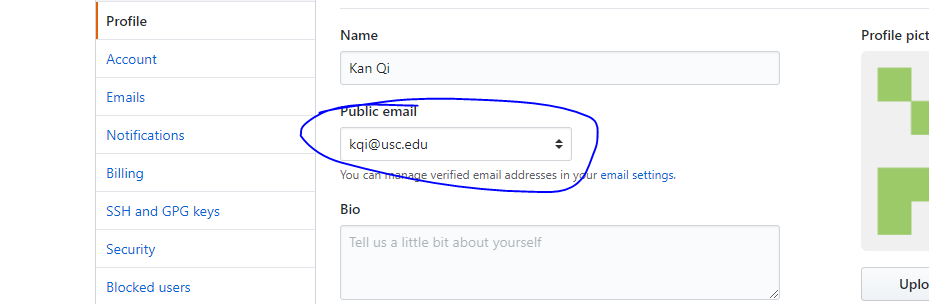 Profile
Account
Emails
Notifications
Billing
SSH and GPG keys
Security
Blocked users
Name
Kan Qi
Public email
kqi@usc.edu
You can manage verified email addresses in your email settings.
Bio
Tell us a little bit about yourself
Profile pict
Uplo